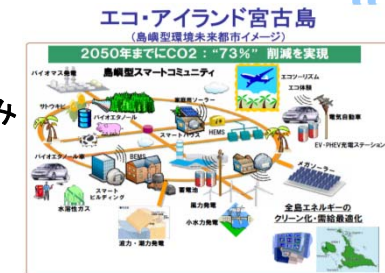 エコ・アイランド宮古島
(島嶼型環境未来都市イメージ)
2050年までにCO2:"73%" 削減を実現
バイオマス発電
島嶼型スマートコミュニティ
家庭用ソーラー
エコツーリズム
エコ体験
サトウキビ
バイオエタノール
HEMS
電気自動車
スマートハウス
み
EV・PHEV充電ステーション
バイオエタノール車
BEMS
メガソーラー
スマート
ビルディング
蓄電池
水溶性ガス
風力発電
小水力発電
全島エネルギーの
クリーン化・需給最適化
波力・潮力発電